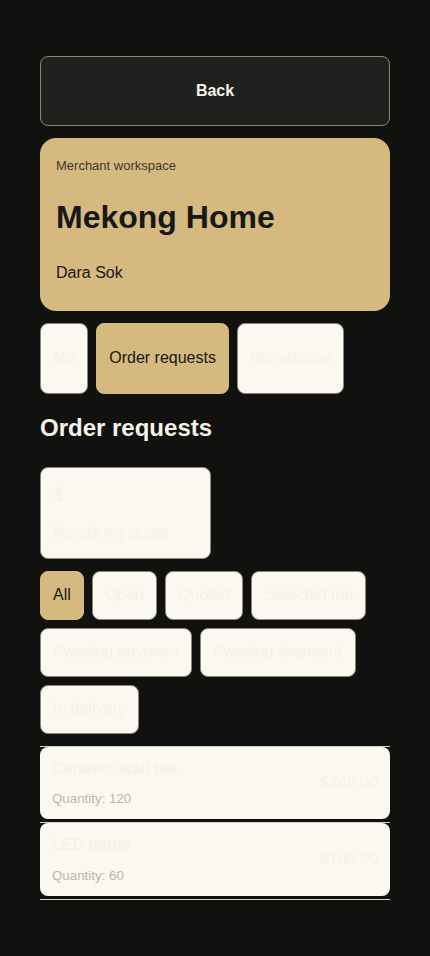 Back
Merchant workspace
Mekong Home
Dara Sok
Me
Order requests
Warehouse
Order requests
1
Needs my quote
All
Open
Quoted
Selected me
Awaiting payment
Awaiting shipment
In delivery
Ceramic wall tile
$240.00
Quantity: 120
LED panel
$180.00
Quantity: 60